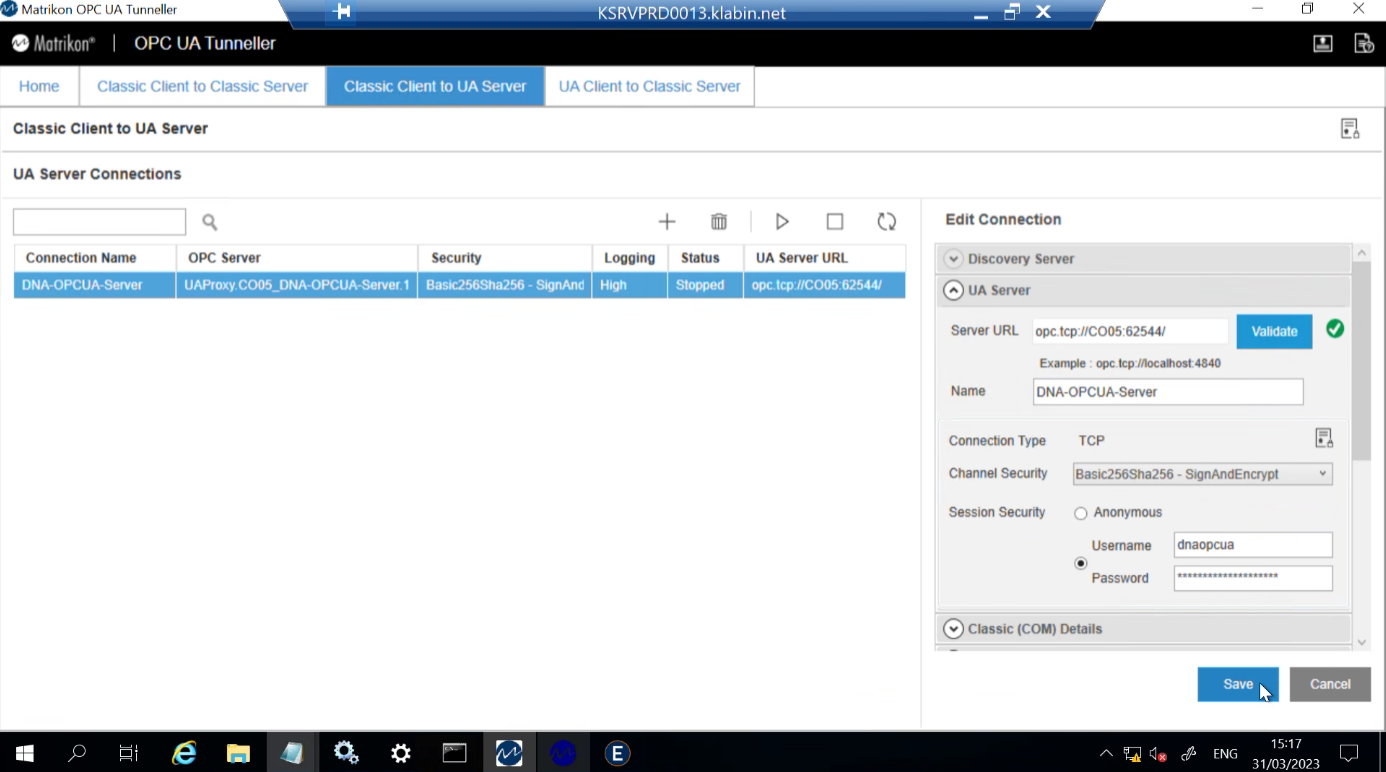 Matrikon OPC UA Tunneller
KSRVPRD0013.klabin.net
Matrikon® | OPC UA Tunneller
Home
Classic Client to Classic Server
Classic Client to UA Server
UA Client to Classic Server
Classic Client to UA Server
UA Server Connections
Connection Name OPC Server Security Logging Status UA Server URL
DNA-OPCUA-Server UAProxy.CO05_DNA-OPCUA-Server.1 Basic256Sha256 - SignAnd High Stopped opc.tcp://CO05:62544/
Edit Connection
Discovery Server
UA Server
Server URL opc.tcp://CO05:62544/ Validate
Example : opc.tcp://localhost:4840
Name DNA-OPCUA-Server
Connection Type TCP
Channel Security Basic256Sha256 - SignAndEncrypt
Session Security Anonymous
Username dnaopcua
Password ********************
Classic (COM) Details
Save Cancel
E
ENG
15:17
31/03/2023